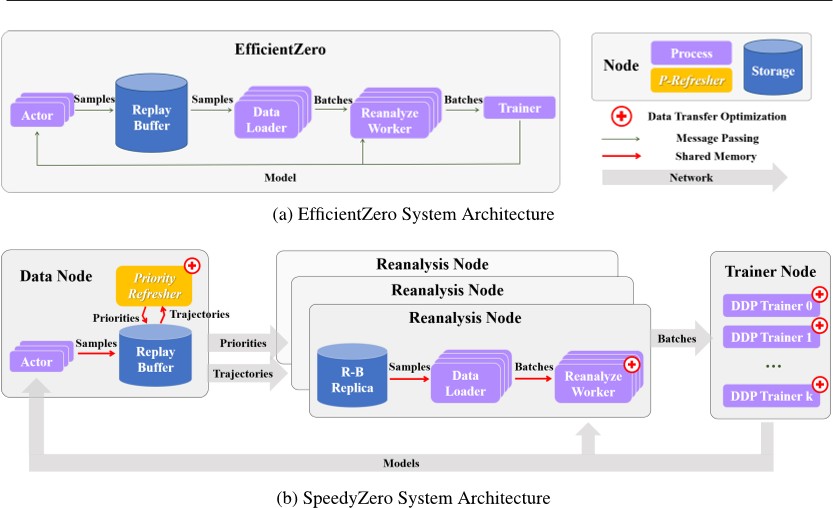 EfficientZero
Actor
Samples
Replay
Buffer
Samples
Data
Loader
Batches
Reanalyze
Worker
Batches
Trainer
Model
Node
Process
P-Refresher
Storage
Data Transfer Optimization
Message Passing
Shared Memory
Network
(a) EfficientZero System Architecture
Data Node
Priority
Refresher
Priorities
Trajectories
Actor
Samples
Replay
Buffer
Priorities
Trajectories
Reanalysis Node
Reanalysis Node
Reanalysis Node
R-B
Replica
Samples
Data
Loader
Batches
Reanalyze
Worker
Batches
Trainer Node
DDP Trainer 0
DDP Trainer 1
...
DDP Trainer k
Models
(b) SpeedyZero System Architecture